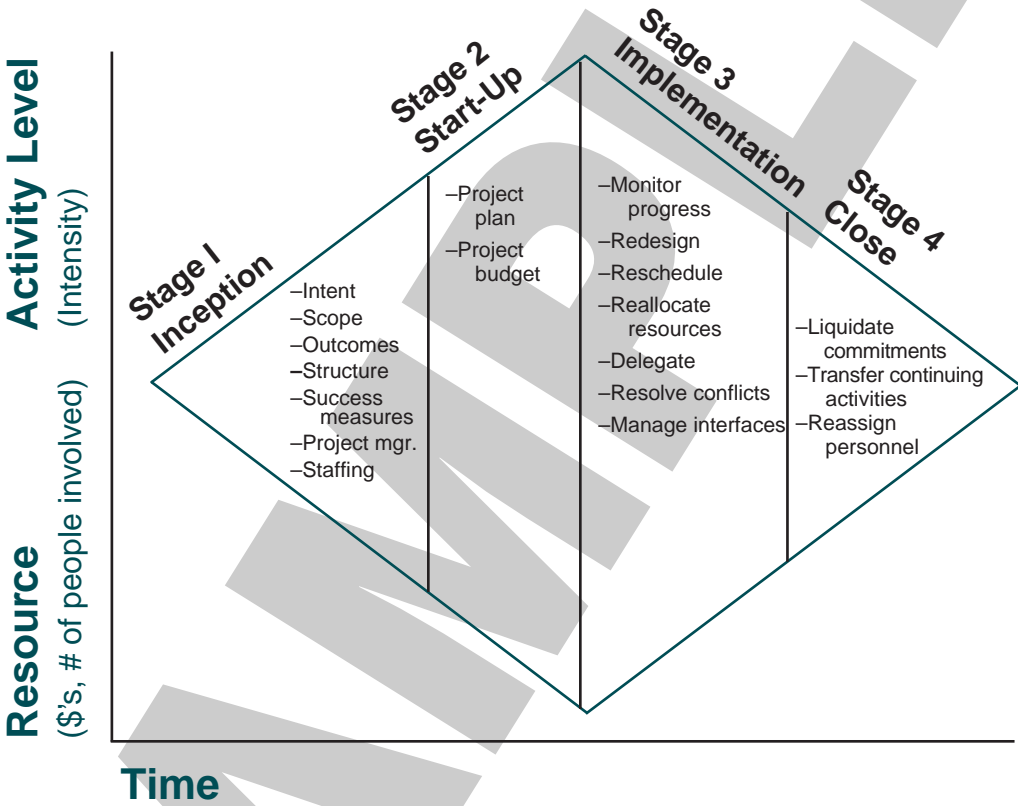 Activity Level
(Intensity)
Resource
($'s, # of people involved)
Stage I
Inception
–Intent
–Scope
–Outcomes
–Structure
–Success
measures
–Project mgr.
–Staffing
Stage 2
Start-Up
–Project
plan
–Project
budget
Stage 3
Implementation
–Monitor
progress
–Redesign
–Reschedule
–Reallocate
resources
–Delegate
–Resolve conflicts
–Manage interfaces
Stage 4
Close
–Liquidate
commitments
–Transfer continuing
activities
–Reassign
personnel
Time